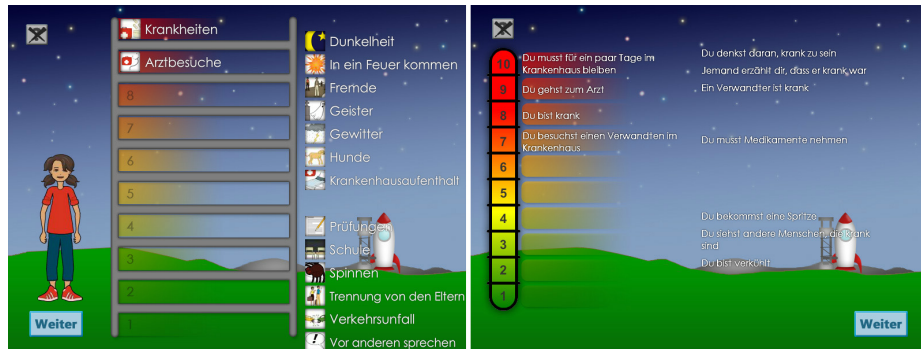 Krankheiten
Arztbesuche
8
7
6
5
4
3
2
1
Dunkelheit
In ein Feuer kommen
Fremde
Geister
Gewitter
Hunde
Krankenhausaufenthalt
Prüfungen
Schule
Spinnen
Trennung von den Eltern
Verkehrsunfall
Vor anderen sprechen
Weiter
10 Du musst für ein paar Tage im
Krankenhaus bleiben
9 Du gehst zum Arzt
8 Du bist krank
7 Du besuchst einen Verwandten im
Krankenhaus
6
5
4
3
2
1
Du denkst daran, krank zu sein
Jemand erzählt dir, dass er krank war
Ein Verwandter ist krank
Du musst Medikamente nehmen
Du bekommst eine Spritze
Du siehst andere Menschen, die krank
sind
Du bist verkühlt
Weiter